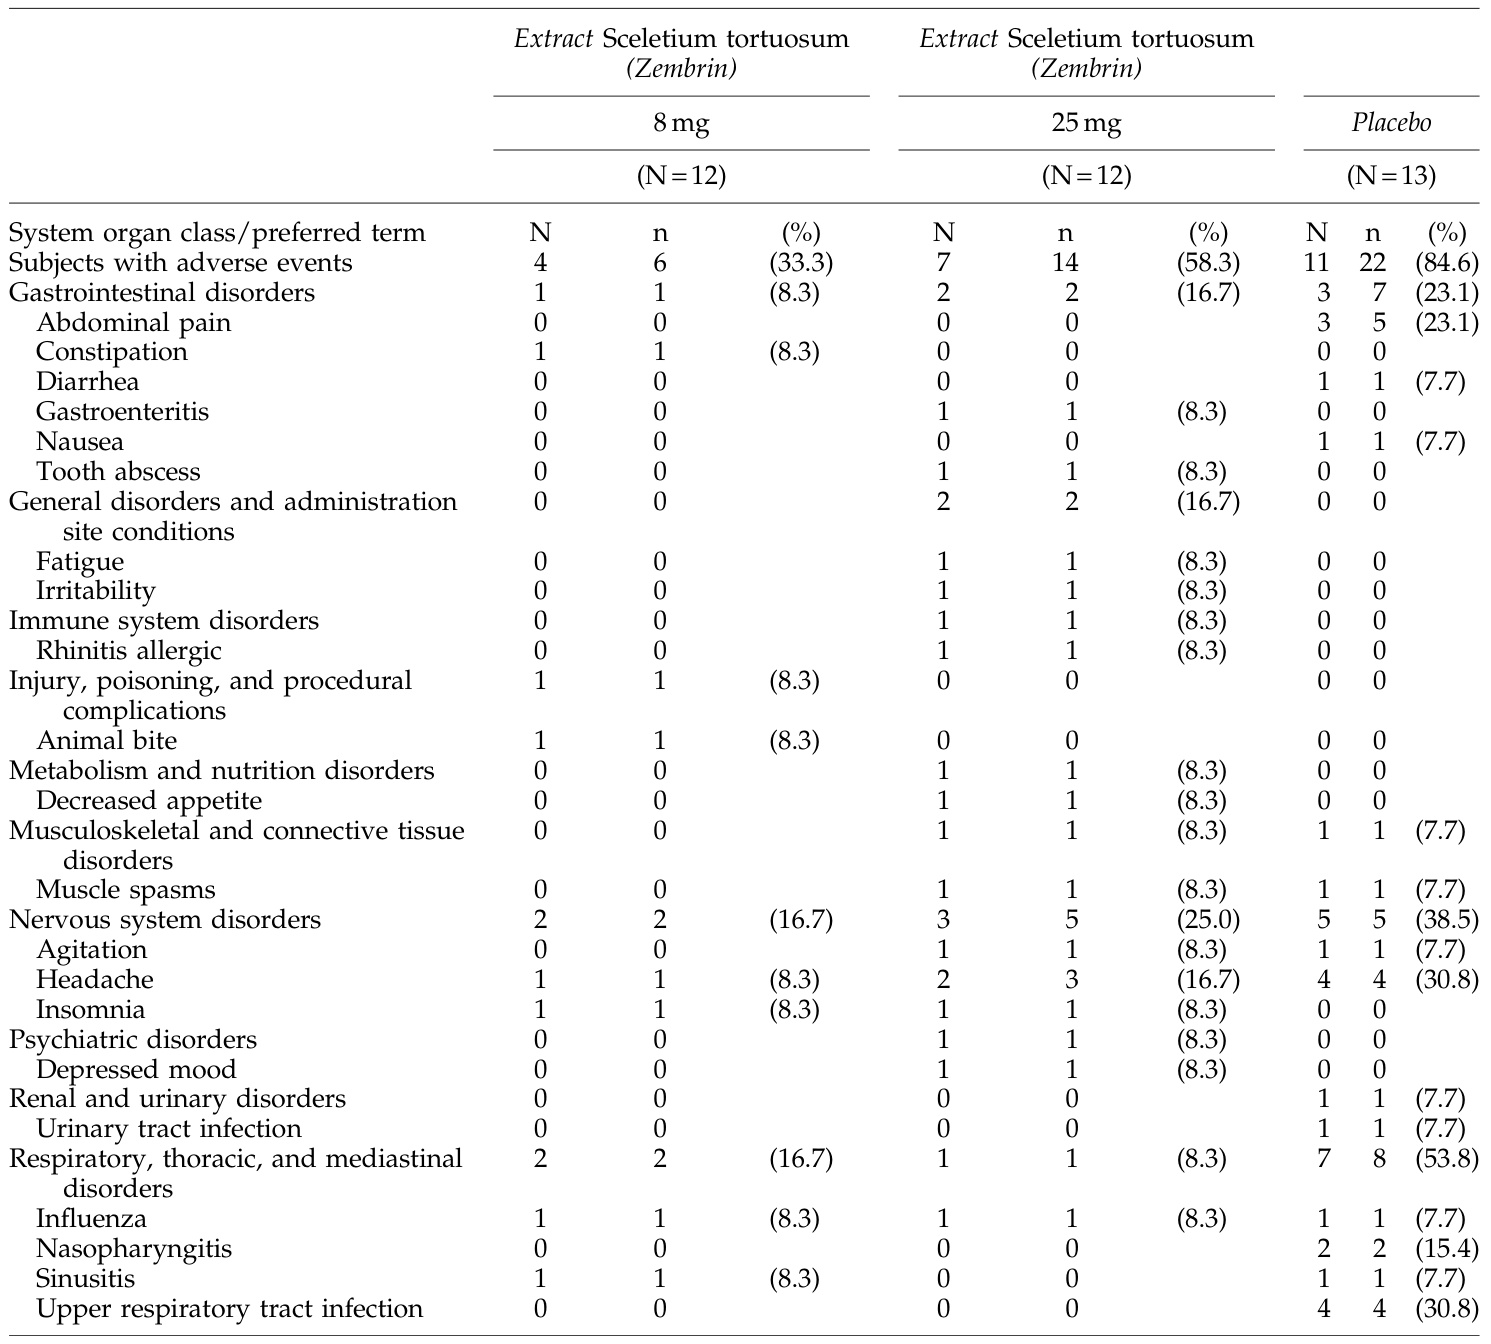 Extract Sceletium tortuosum Extract Sceletium tortuosum
(Zembrin) (Zembrin)
8 mg 25 mg Placebo
(N = 12) (N = 12) (N = 13)
System organ class/preferred term N n (%) N n (%) N n (%)
Subjects with adverse events 4 6 (33.3) 7 14 (58.3) 11 22 (84.6)
Gastrointestinal disorders 1 1 (8.3) 2 2 (16.7) 3 7 (23.1)
Abdominal pain 0 0 0 0 3 5 (23.1)
Constipation 1 1 (8.3) 0 0 0 0
Diarrhea 0 0 0 0 1 1 (7.7)
Gastroenteritis 0 0 1 1 (8.3) 0 0
Nausea 0 0 0 0 1 1 (7.7)
Tooth abscess 0 0 1 1 (8.3) 0 0
General disorders and administration 0 0 2 2 (16.7) 0 0
site conditions
Fatigue 0 0 1 1 (8.3) 0 0
Irritability 0 0 1 1 (8.3) 0 0
Immune system disorders 0 0 1 1 (8.3) 0 0
Rhinitis allergic 0 0 1 1 (8.3) 0 0
Injury, poisoning, and procedural 1 1 (8.3) 0 0 0 0
complications
Animal bite 1 1 (8.3) 0 0 0 0
Metabolism and nutrition disorders 0 0 1 1 (8.3) 0 0
Decreased appetite 0 0 1 1 (8.3) 0 0
Musculoskeletal and connective tissue 0 0 1 1 (8.3) 1 1 (7.7)
disorders
Muscle spasms 0 0 1 1 (8.3) 1 1 (7.7)
Nervous system disorders 2 2 (16.7) 3 5 (25.0) 5 5 (38.5)
Agitation 0 0 1 1 (8.3) 1 1 (7.7)
Headache 1 1 (8.3) 2 3 (16.7) 4 4 (30.8)
Insomnia 1 1 (8.3) 1 1 (8.3) 0 0
Psychiatric disorders 0 0 1 1 (8.3) 0 0
Depressed mood 0 0 1 1 (8.3) 0 0
Renal and urinary disorders 0 0 0 0 1 1 (7.7)
Urinary tract infection 0 0 0 0 1 1 (7.7)
Respiratory, thoracic, and mediastinal 2 2 (16.7) 1 1 (8.3) 7 8 (53.8)
disorders
Influenza 1 1 (8.3) 1 1 (8.3) 1 1 (7.7)
Nasopharyngitis 0 0 0 0 2 2 (15.4)
Sinusitis 1 1 (8.3) 0 0 1 1 (7.7)
Upper respiratory tract infection 0 0 0 0 4 4 (30.8)